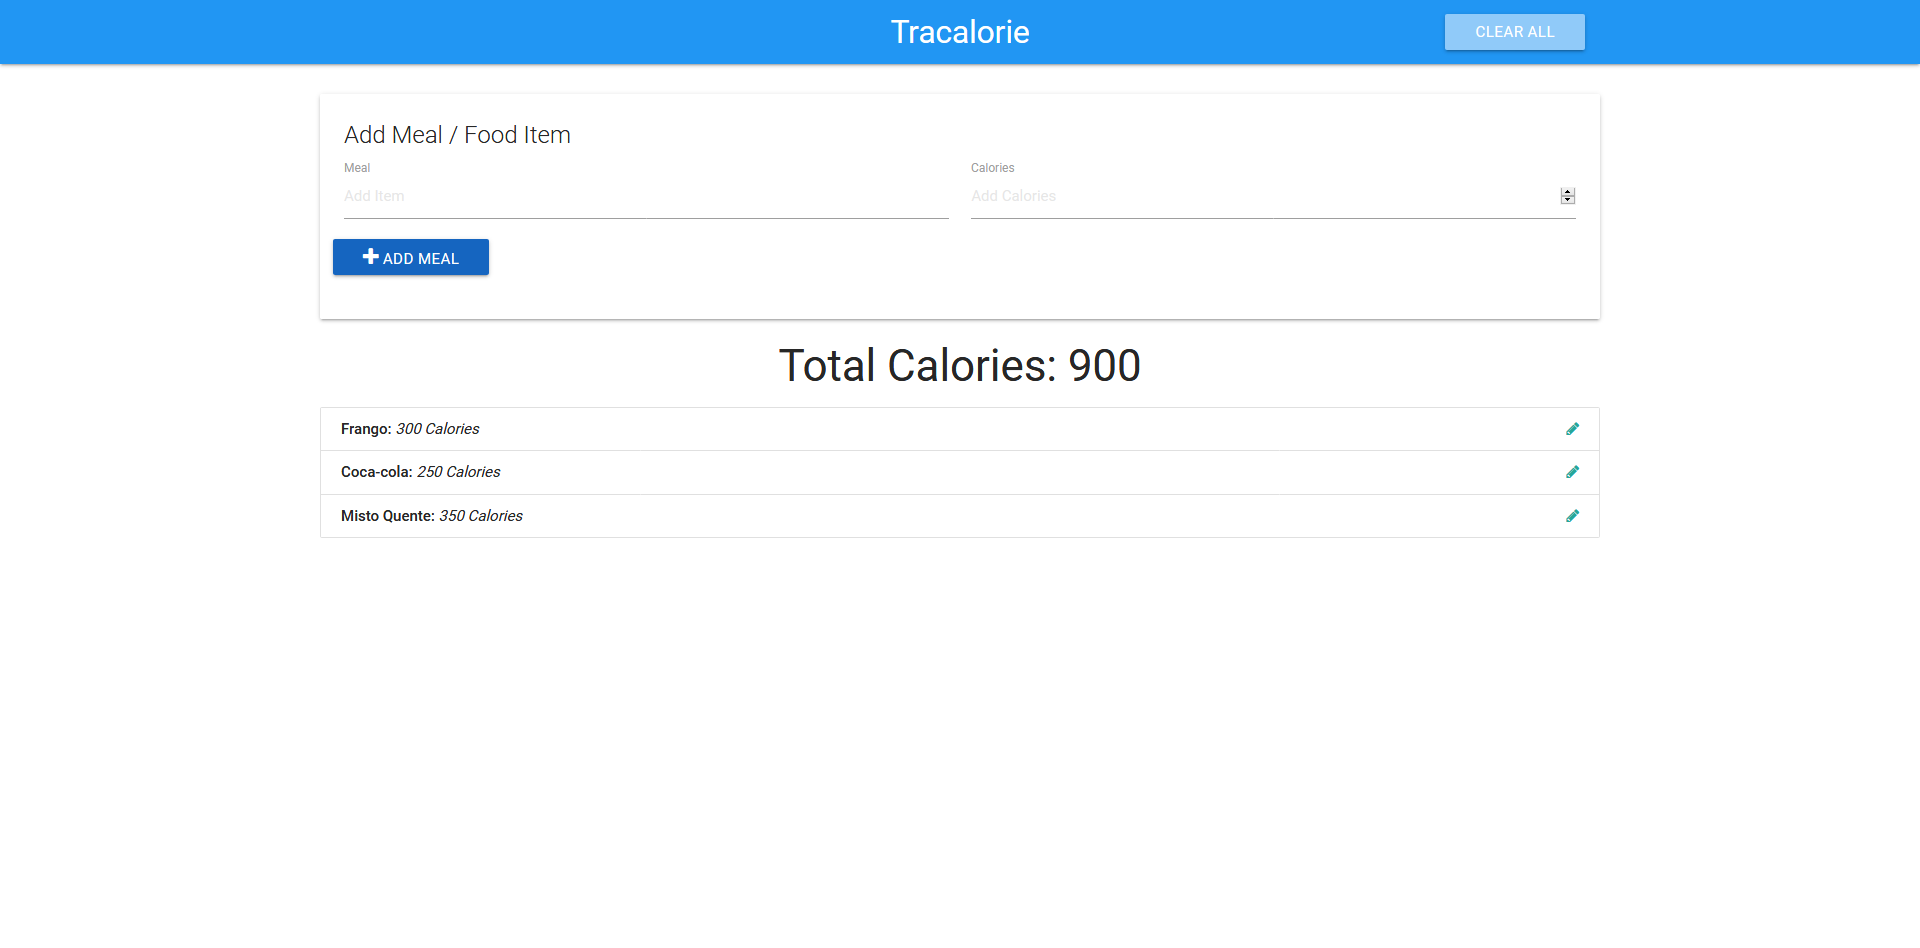 Tracalorie
CLEAR ALL
Add Meal / Food Item
Meal
Calories
Add Item
Add Calories
ADD MEAL
Total Calories: 900
Frango: 300 Calories
Coca-cola: 250 Calories
Misto Quente: 350 Calories